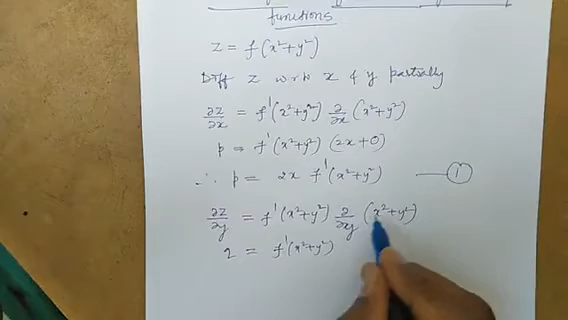 functions
z = f(x²+y²)
Diff z w.r.to x & y partially
∂z/∂x = f'(x²+y²) ∂/∂x (x²+y²)
p = f'(x²+y²) (2x+0)
∴ p = 2x f'(x²+y²) —— ①
∂z/∂y = f'(x²+y²) ∂/∂y (x²+y²)
q = f'(x²+y²)